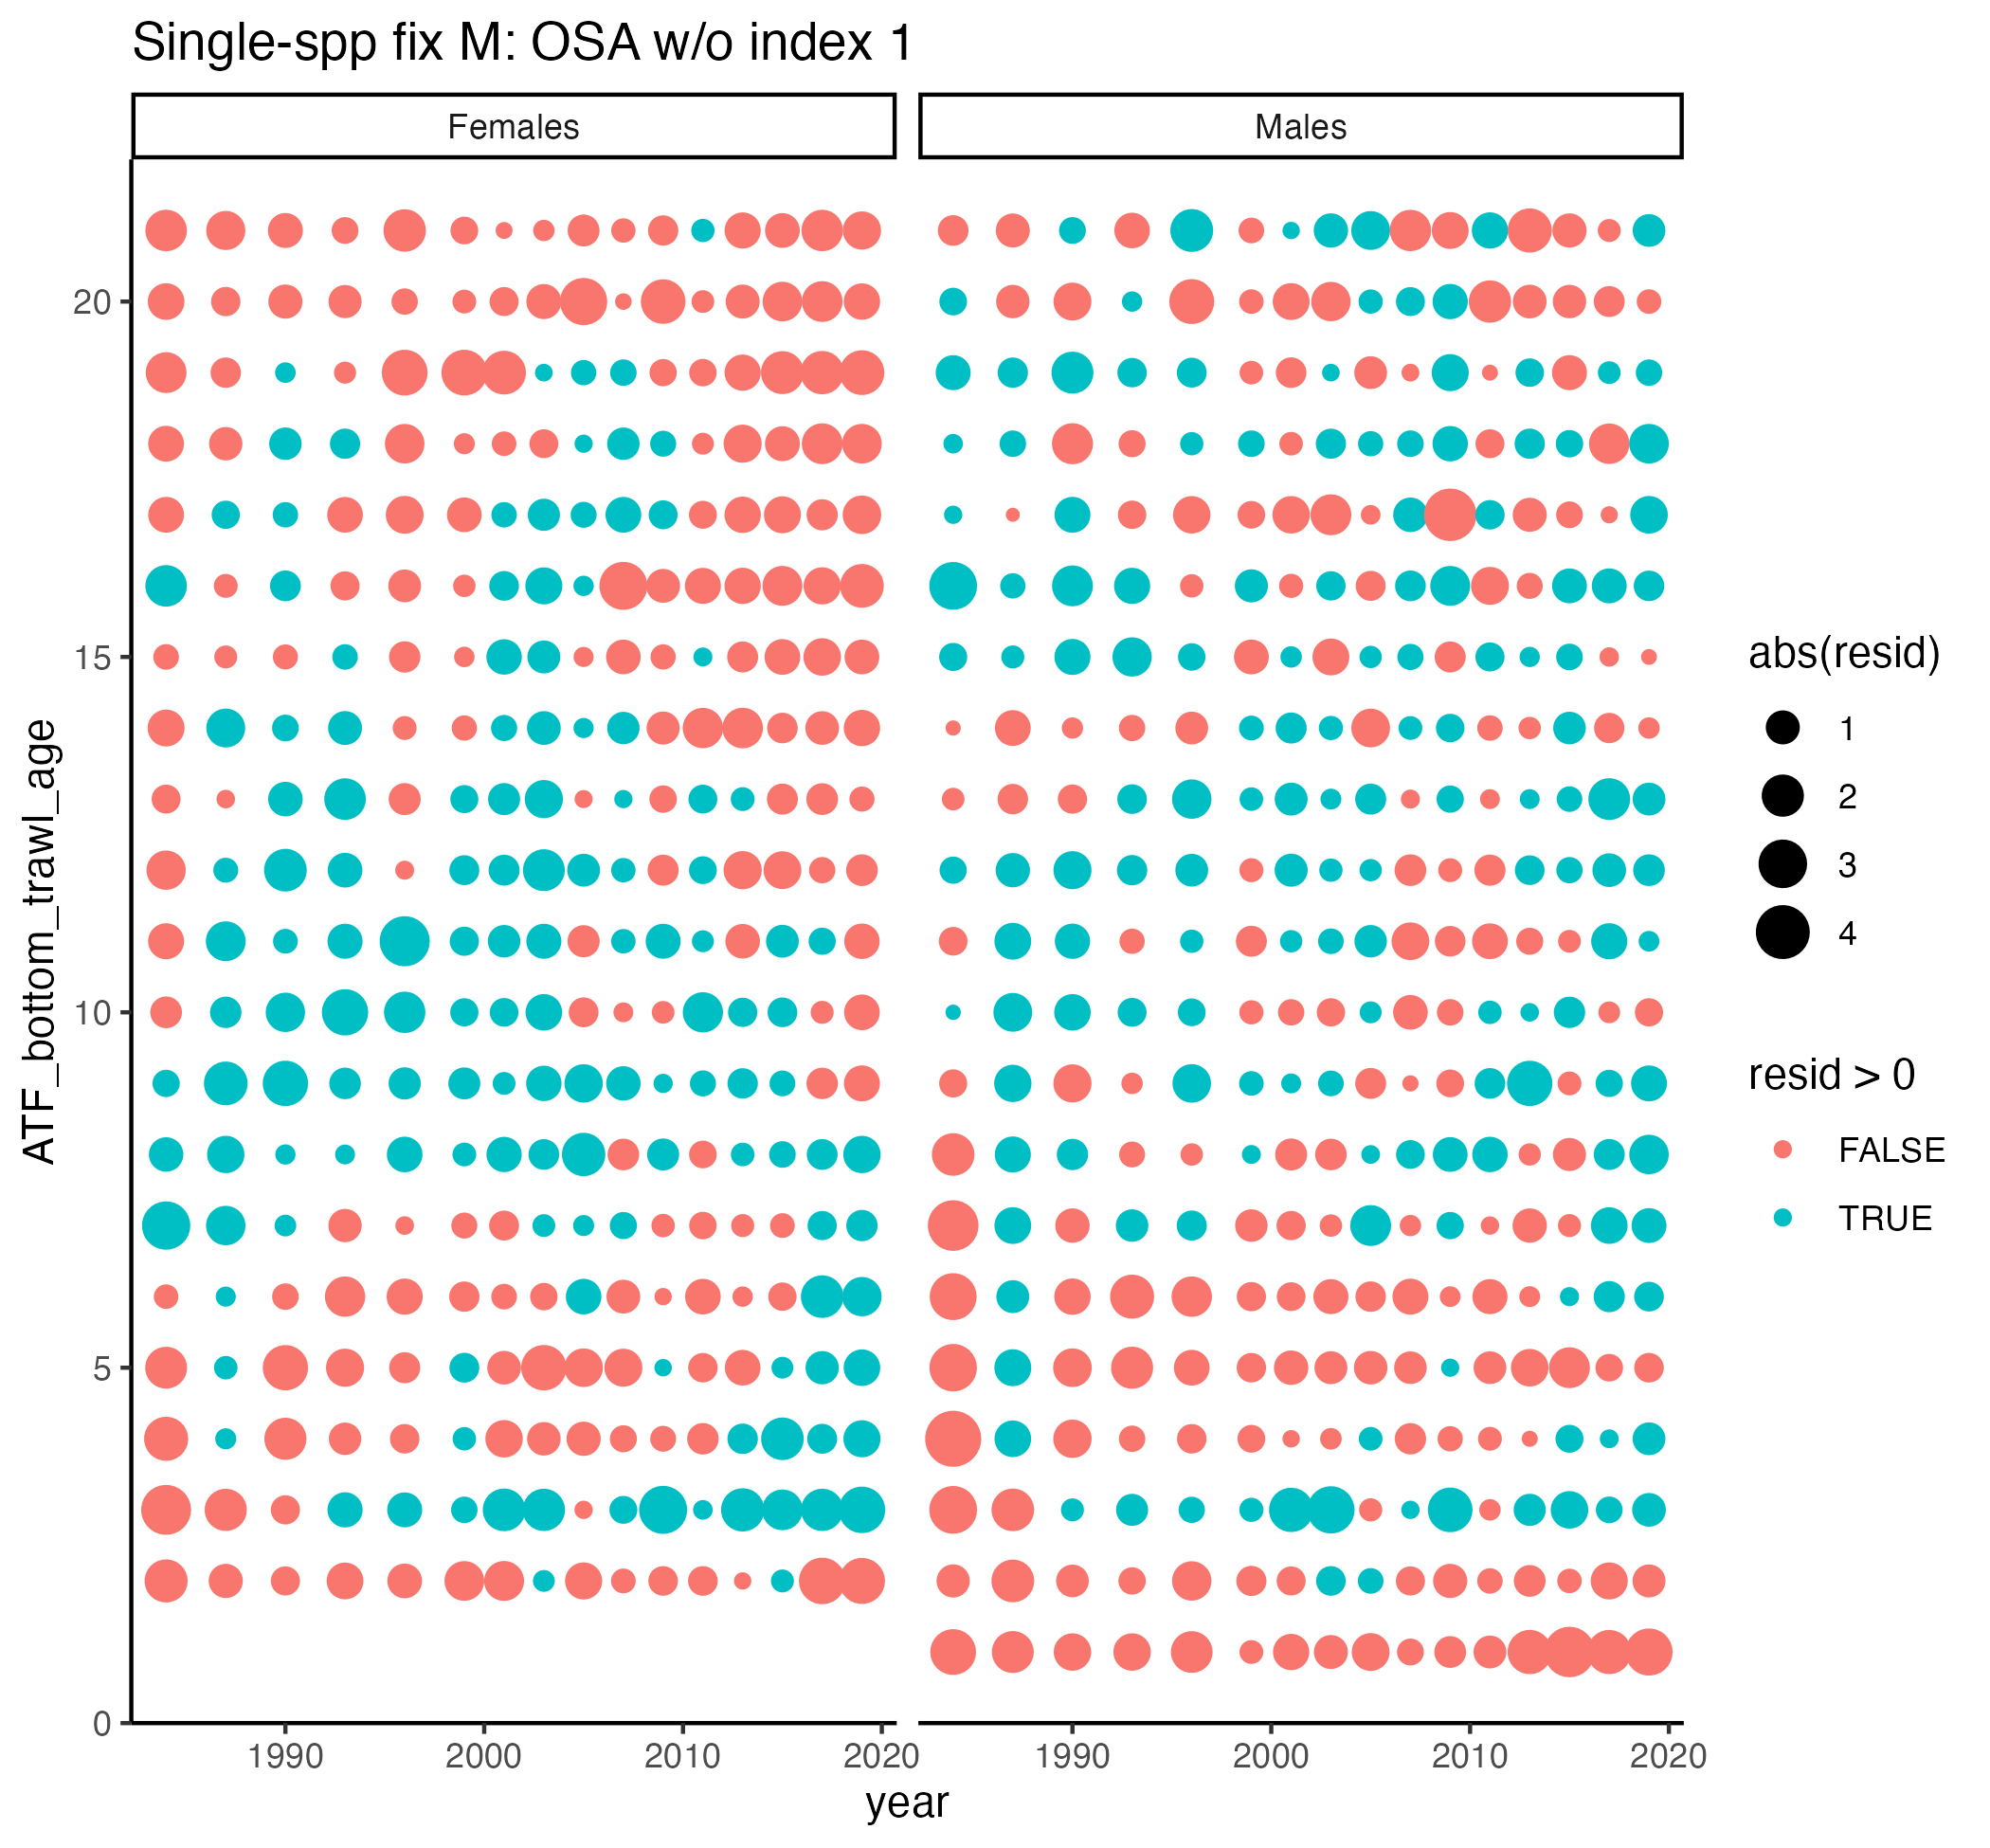 Single-spp fix M: OSA w/o index 1
Females
Males
ATF_bottom_trawl_age
20
15
10
5
0
1990
2000
2010
2020
1990
2000
2010
2020
year
abs(resid)
1
2
3
4
resid > 0
FALSE
TRUE